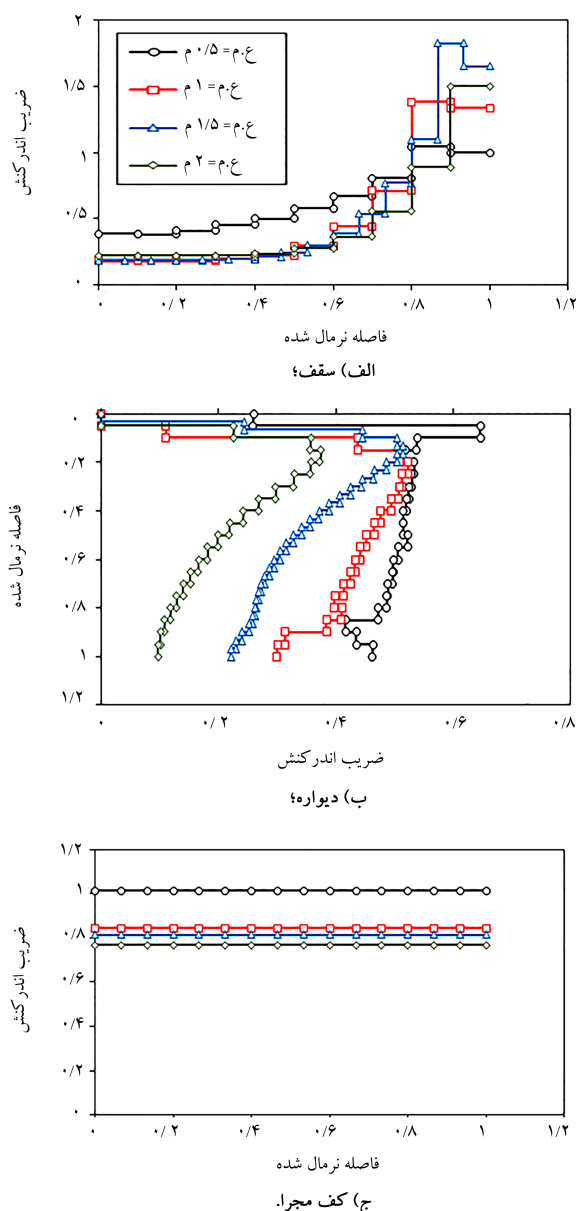 ۲
۱/۵
۱
۰/۵
۰
ضریب اندرکنش
ع.م= ۰/۵ م
ع.م= ۱ م
ع.م= ۱/۵ م
ع.م= ۲ م
۰ ۰/۲ ۰/۴ ۰/۶ ۰/۸ ۱ ۱/۲
فاصله نرمال شده
الف) سقف؛
۰
۰/۲
۰/۴
۰/۶
۰/۸
۱
۱/۲
فاصله نرمال شده
۰ ۰/۲ ۰/۴ ۰/۶ ۰/۸
ضریب اندرکنش
ب) دیواره؛
۱/۲
۱
۰/۸
۰/۶
۰/۴
۰/۲
۰
ضریب اندرکنش
۰ ۰/۲ ۰/۴ ۰/۶ ۰/۸ ۱ ۱/۲
فاصله نرمال شده
ج) کف مجرا.